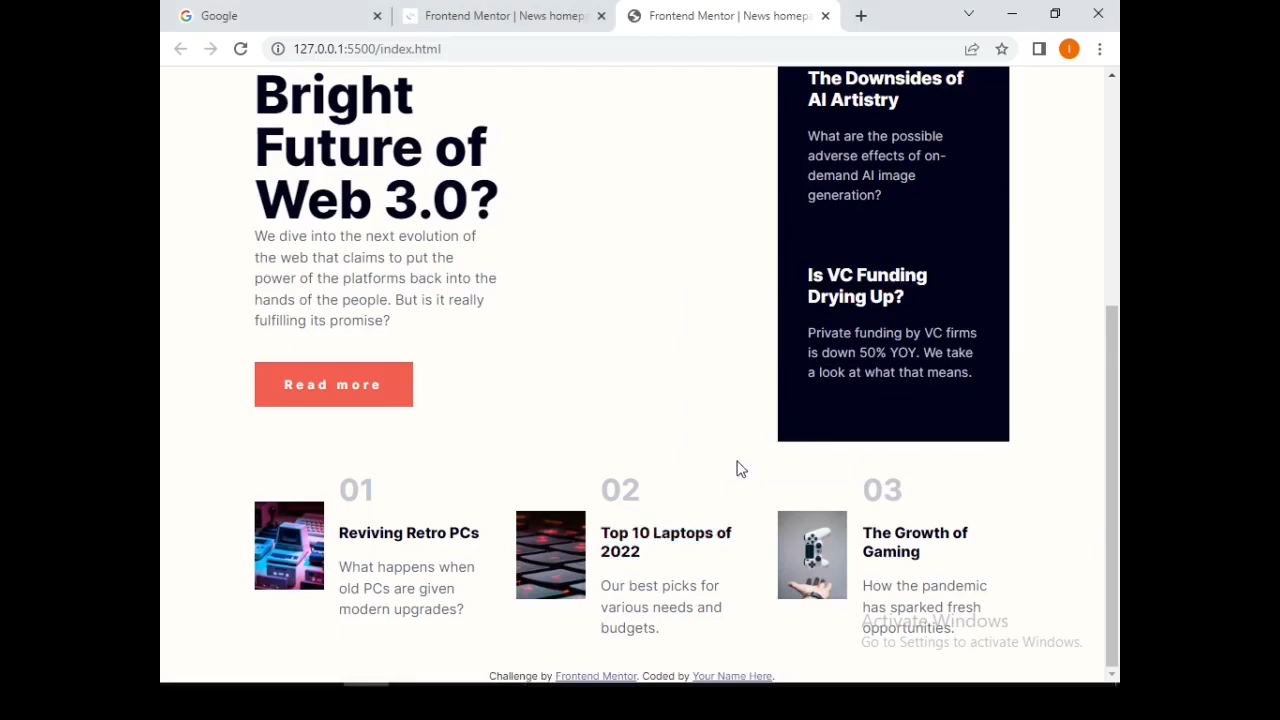 Google
Frontend Mentor | News homep
Frontend Mentor | News homepa
127.0.0.1:5500/index.html
I
Bright
Future of
Web 3.0?
We dive into the next evolution of
the web that claims to put the
power of the platforms back into the
hands of the people. But is it really
fulfilling its promise?
Read more
The Downsides of
AI Artistry
What are the possible
adverse effects of on-
demand AI image
generation?
Is VC Funding
Drying Up?
Private funding by VC firms
is down 50% YOY. We take
a look at what that means.
01
Reviving Retro PCs
What happens when
old PCs are given
modern upgrades?
02
Top 10 Laptops of
2022
Our best picks for
various needs and
budgets.
03
The Growth of
Gaming
How the pandemic
has sparked fresh
opportunities.
Activate Windows
Go to Settings to activate Windows.
Challenge by Frontend Mentor. Coded by Your Name Here.